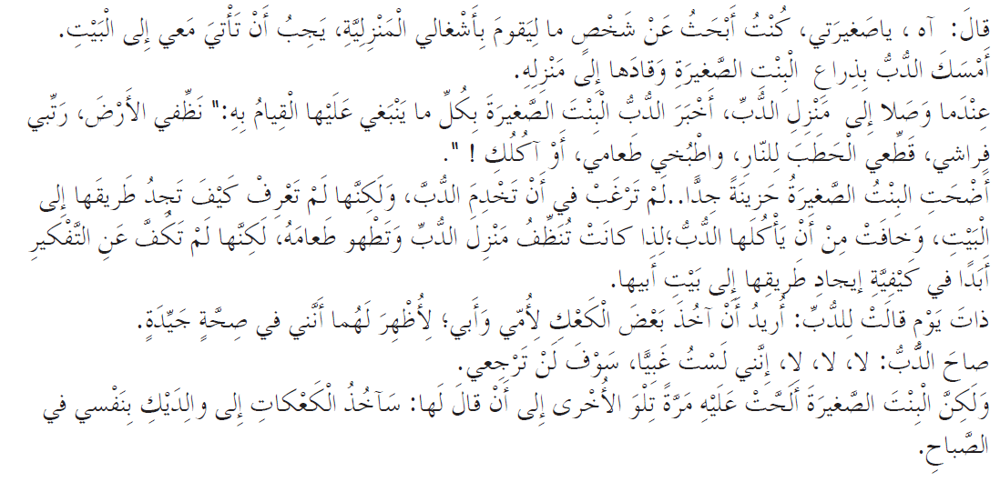 قالَ: آه ، ياصَغيرَتي، كُنْتُ أَبْحَثُ عَنْ شَخْصٍ ما لِيَقومَ بِأَشْغالي الْمَنْزِلِيَّةِ، يَجِبُ أَنْ تَأْتيَ مَعي إِلى الْبَيْتِ.
أَمْسَكَ الدُّبُّ بِذِراعِ الْبِنْتِ الصَّغيرَةِ وَقادَها إِلى مَنْزِلِهِ.
عِنْدَما وَصَلا إِلى مَنْزِلِ الدُّبِّ، أَخْبَرَ الدُّبُّ الْبِنْتَ الصَّغيرَةَ بِكُلِّ ما يَنْبَغي عَلَيْها الْقِيامُ بِهِ:" نَظِّفي الأَرْضَ، رَتِّبي
فِراشي، قَطِّعي الْحَطَبَ لِلنّارِ، واطْبُخي طَعامي، أَوْ آكُلُكِ ! ".
أَضْحَتِ البِنْتُ الصَّغيرَةُ حَزينَةً جِدًّا..لَمْ تَرْغَبْ في أَنْ تَخْدِمَ الدُّبَّ، وَلَكِنَّها لَمْ تَعْرِفْ كَيْفَ تَجِدُ طَريقَها إِلى
الْبَيْتِ، وَخافَتْ مِنْ أَنْ يَأْكُلَها الدُّبُّ؛لِذا كانَتْ تُنَظِّفُ مَنْزِلَ الدُّبِّ وَتَطْهو طَعامَهُ، لَكِنَّها لَمْ تَكُفَّ عَنِ التَّفْكيرِ
أَبَدًا في كَيْفِيَّةِ إيجادِ طَريقِها إِلى بَيْتِ أَبيها.
ذاتَ يَوْمٍ قالَتْ لِلدُّبِّ: أُريدُ أَنْ آخُذَ بَعْضَ الْكَعْكِ لِأُمّي وَأَبي؛ لِأُظْهِرَ لَهُما أَنَّني في صِحَّةٍ جَيِّدَةٍ.
صاحَ الدُّبُّ: لا، لا، لا، إِنَّني لَسْتُ غَبِيًّا، سَوْفَ لَنْ تَرْجِعي.
وَلَكِنَّ الْبِنْتَ الصَّغيرَةَ أَلَحَّتْ عَلَيْهِ مَرَّةً تِلْوَ الأُخْرى إِلى أَنْ قالَ لَها: سَآخُذُ الْكَعْكاتِ إِلى والِدَيْكِ بِنَفْسي في
الصَّباحِ.